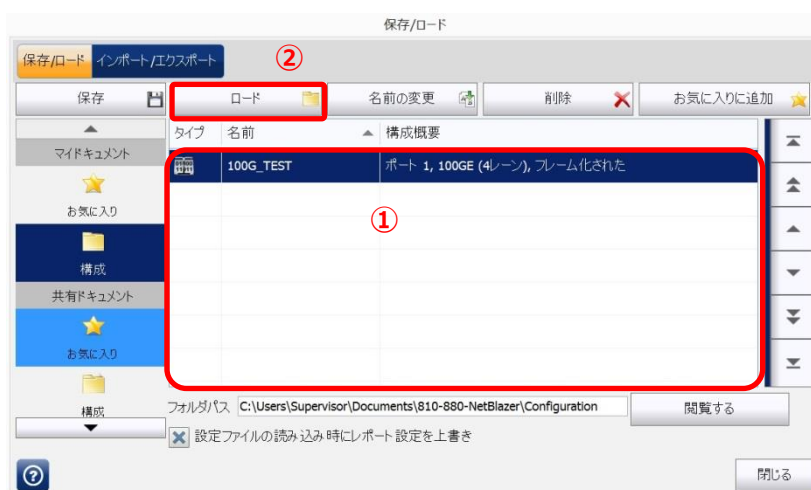 保存/ロード
保存/ロード インポート/エクスポート
②
保存 ロード 名前の変更 削除 お気に入りに追加
タイプ 名前 構成概要
マイドキュメント
100G_TEST ポート 1, 100GE (4レーン), フレーム化された
お気に入り
①
構成
共有ドキュメント
お気に入り
構成
フォルダパス C:\Users\Supervisor\Documents\810-880-NetBlazer\Configuration 閲覧する
設定ファイルの読み込み時にレポート設定を上書き
閉じる